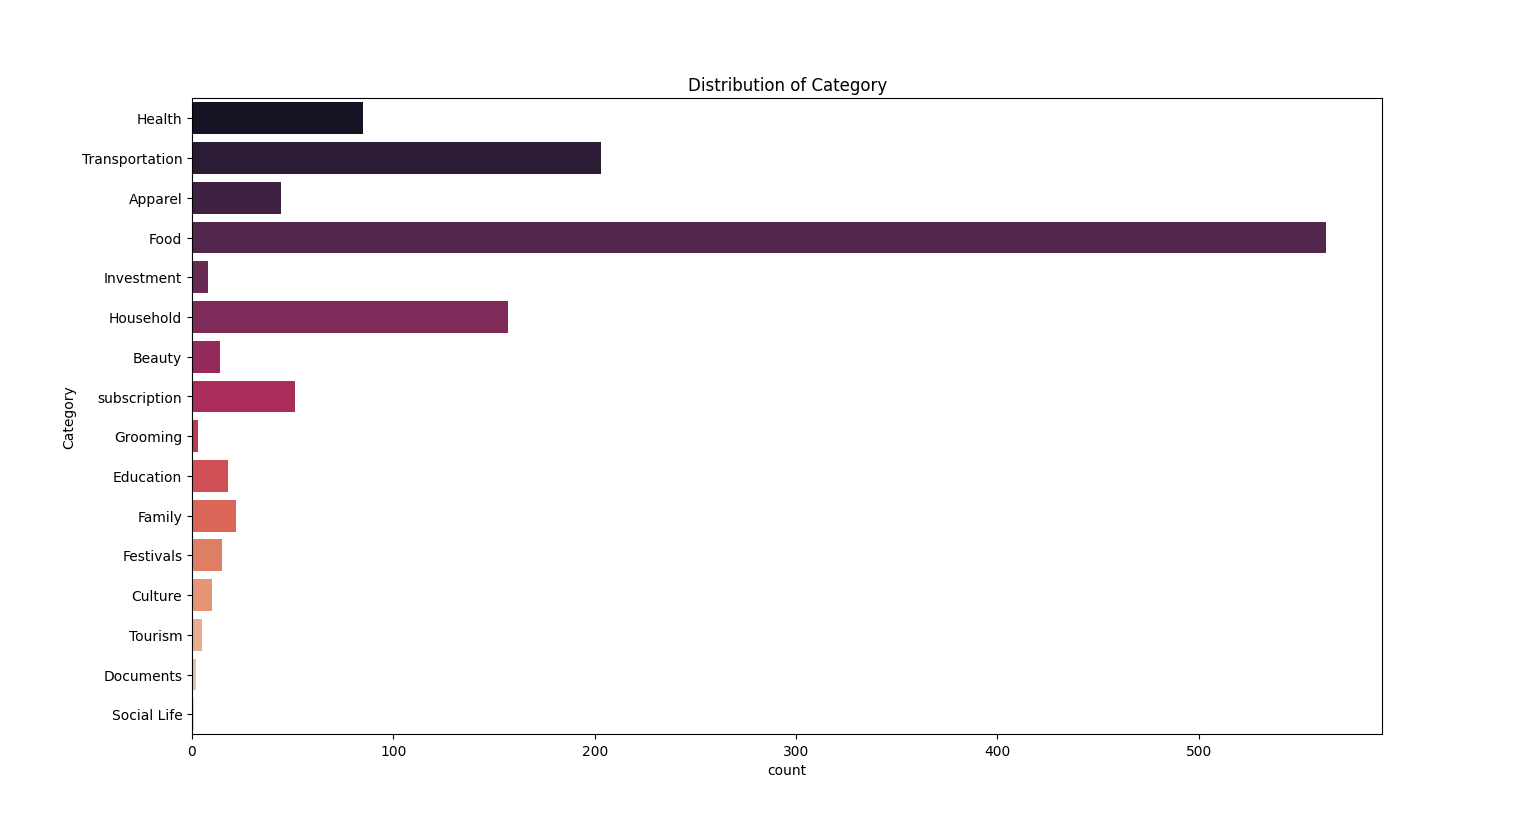 Distribution of Category
Health
Transportation
Apparel
Food
Investment
Household
Beauty
subscription
Grooming
Education
Family
Festivals
Culture
Tourism
Documents
Social Life
Category
0 100 200 300 400 500
count